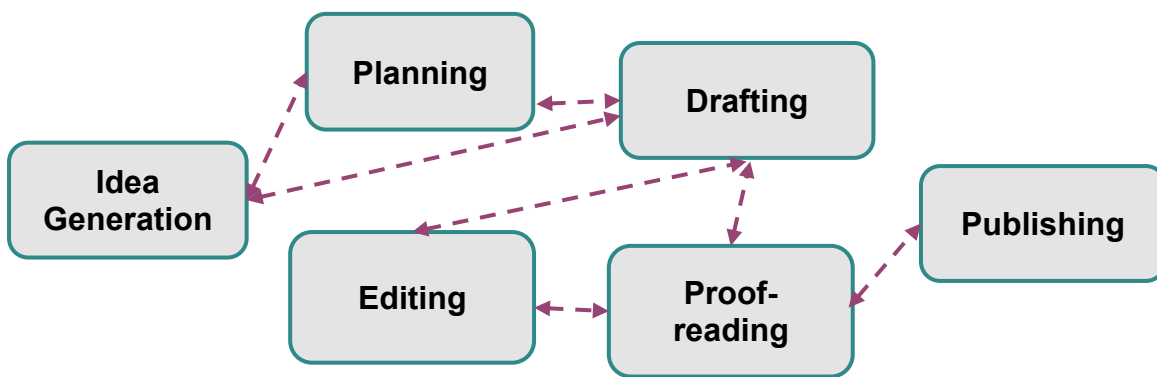 Planning
Drafting
Idea
Generation
Publishing
Editing
Proof-
reading